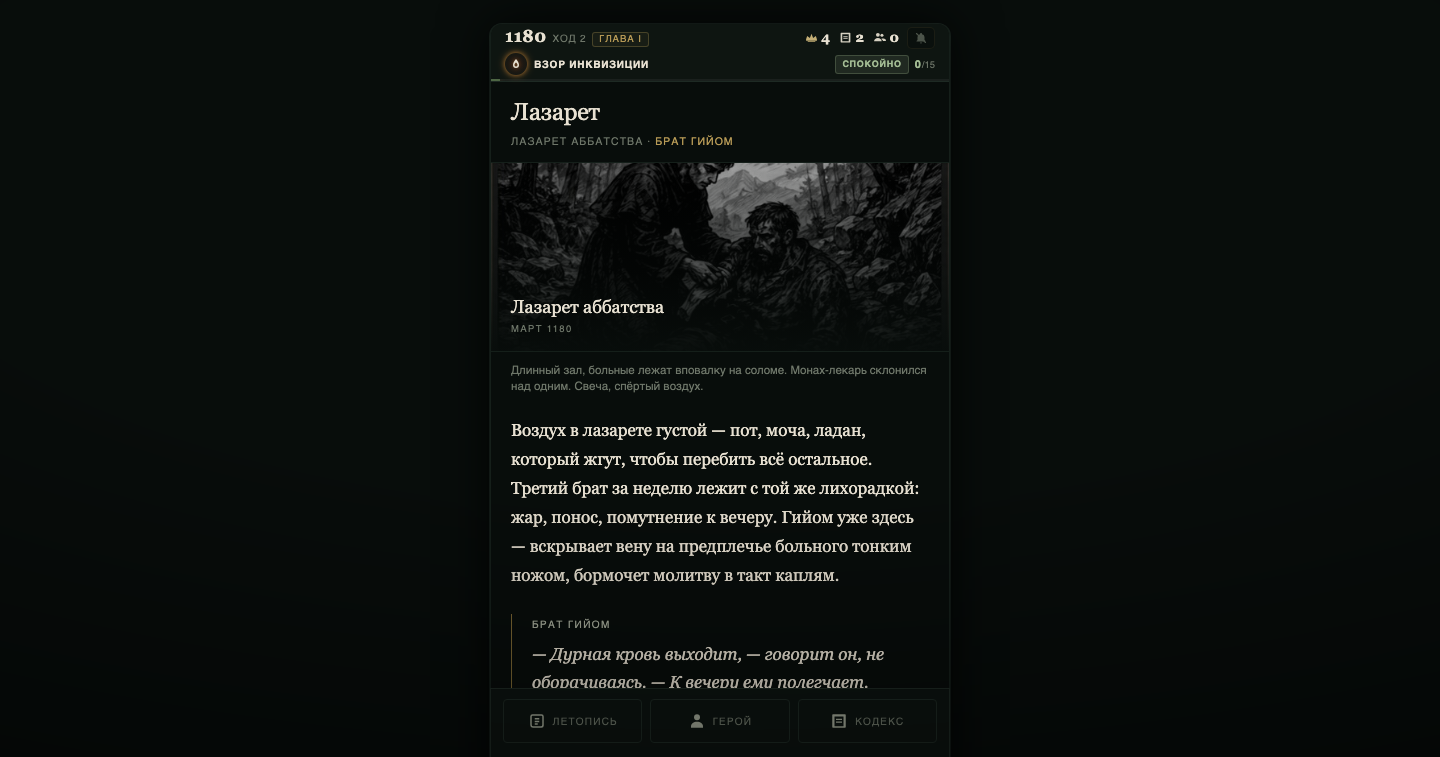 1180 ХОД 2 ГЛАВА I 4 2 0
ВЗОР ИНКВИЗИЦИИ СПОКОЙНО 0/15
Лазарет
ЛАЗАРЕТ АББАТСТВА · БРАТ ГИЙОМ
Лазарет аббатства
МАРТ 1180
Длинный зал, больные лежат вповалку на соломе. Монах-лекарь склонился
над одним. Свеча, спёртый воздух.
Воздух в лазарете густой — пот, моча, ладан,
который жгут, чтобы перебить всё остальное.
Третий брат за неделю лежит с той же лихорадкой:
жар, понос, помутнение к вечеру. Гийом уже здесь
— вскрывает вену на предплечье больного тонким
ножом, бормочет молитву в такт каплям.
БРАТ ГИЙОМ
— Дурная кровь выходит, — говорит он, не
оборачиваясь. — К вечеру ему полегчает.
ЛЕТОПИСЬ ГЕРОЙ КОДЕКС